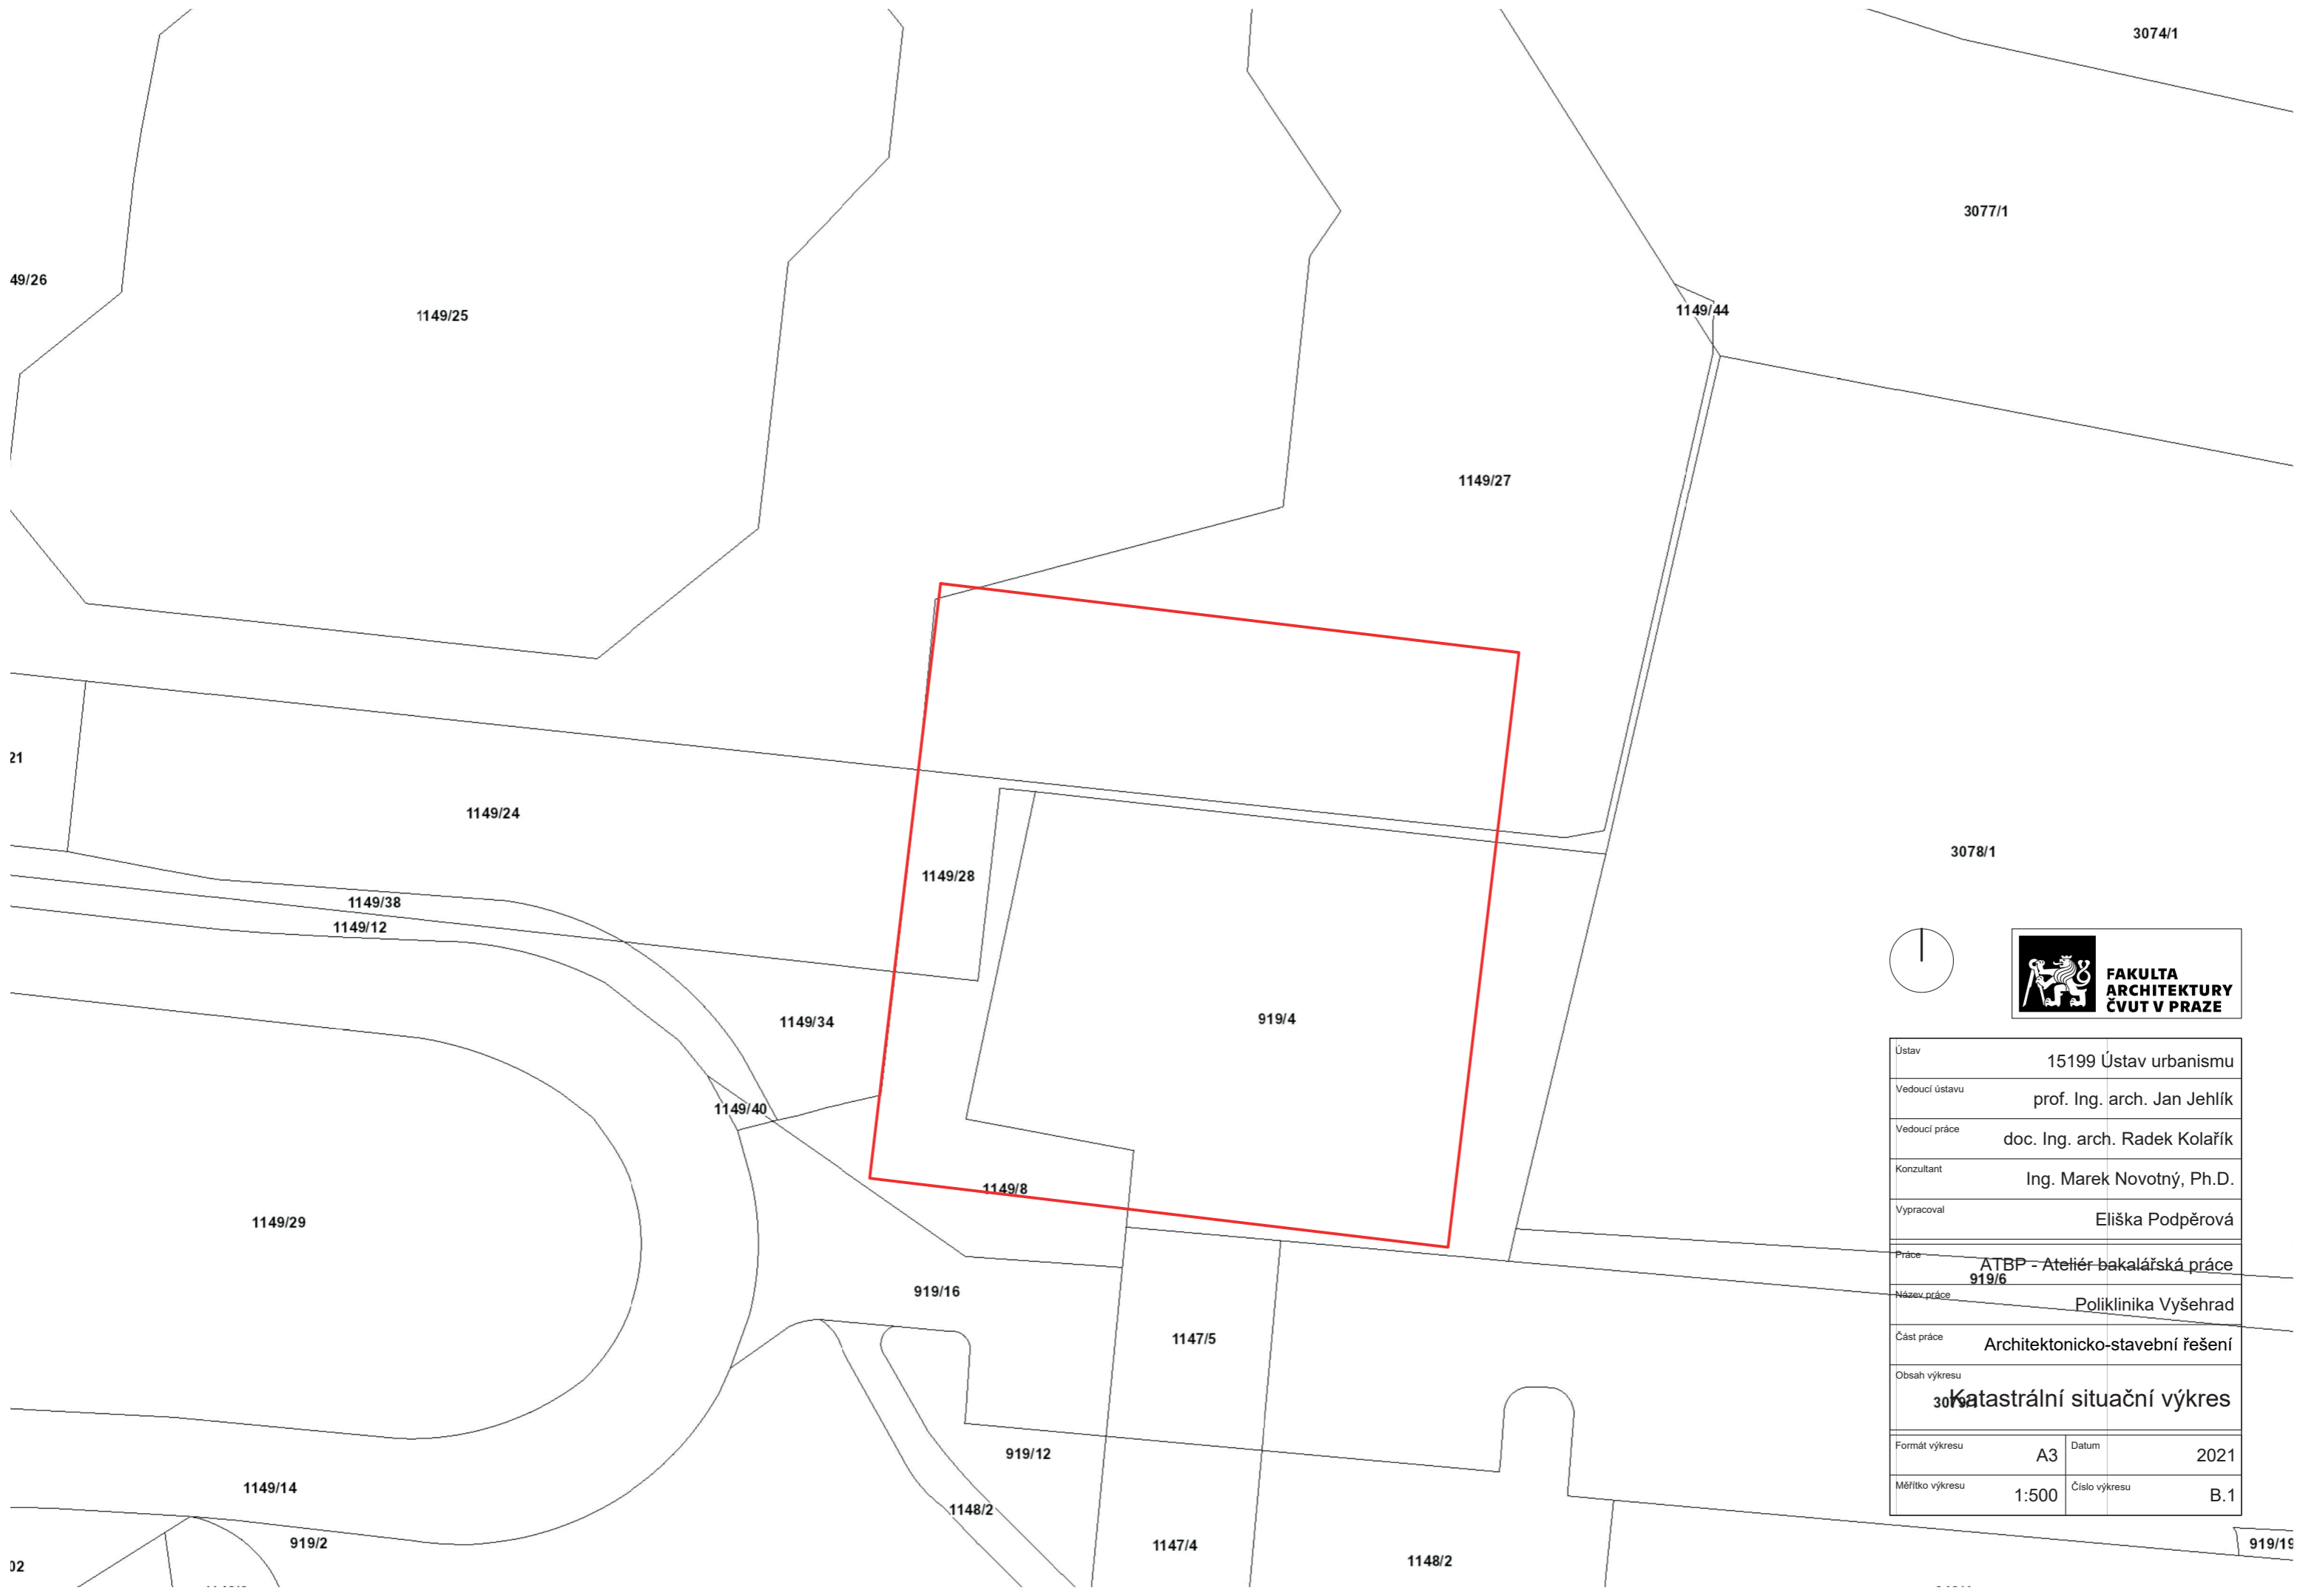 3074/1
3077/1
49/26
1149/44
1149/25
1149/27
21
1149/24
3078/1
1149/28
1149/38
1149/12
FAKULTA
ARCHITEKTURY
ČVUT V PRAZE
1149/34
919/4
Ústav 15199 Ústav urbanismu
Vedoucí ústavu prof. Ing. arch. Jan Jehlík
1149/40
Vedoucí práce doc. Ing. arch. Radek Kolařík
Konzultant Ing. Marek Novotný, Ph.D.
1149/8
1149/29
Vypracoval Eliška Podpěrová
Práce ATBP - Ateliér bakalářská práce
919/6
919/16
Název práce Poliklinika Vyšehrad
1147/5
Část práce Architektonicko-stavební řešení
Obsah výkresu
Katastrální situační výkres
919/12
Formát výkresu A3 Datum 2021
1149/14
Měřítko výkresu 1:500 Číslo výkresu B.1
1148/2
919/2
1147/4
919/19
02
1148/2